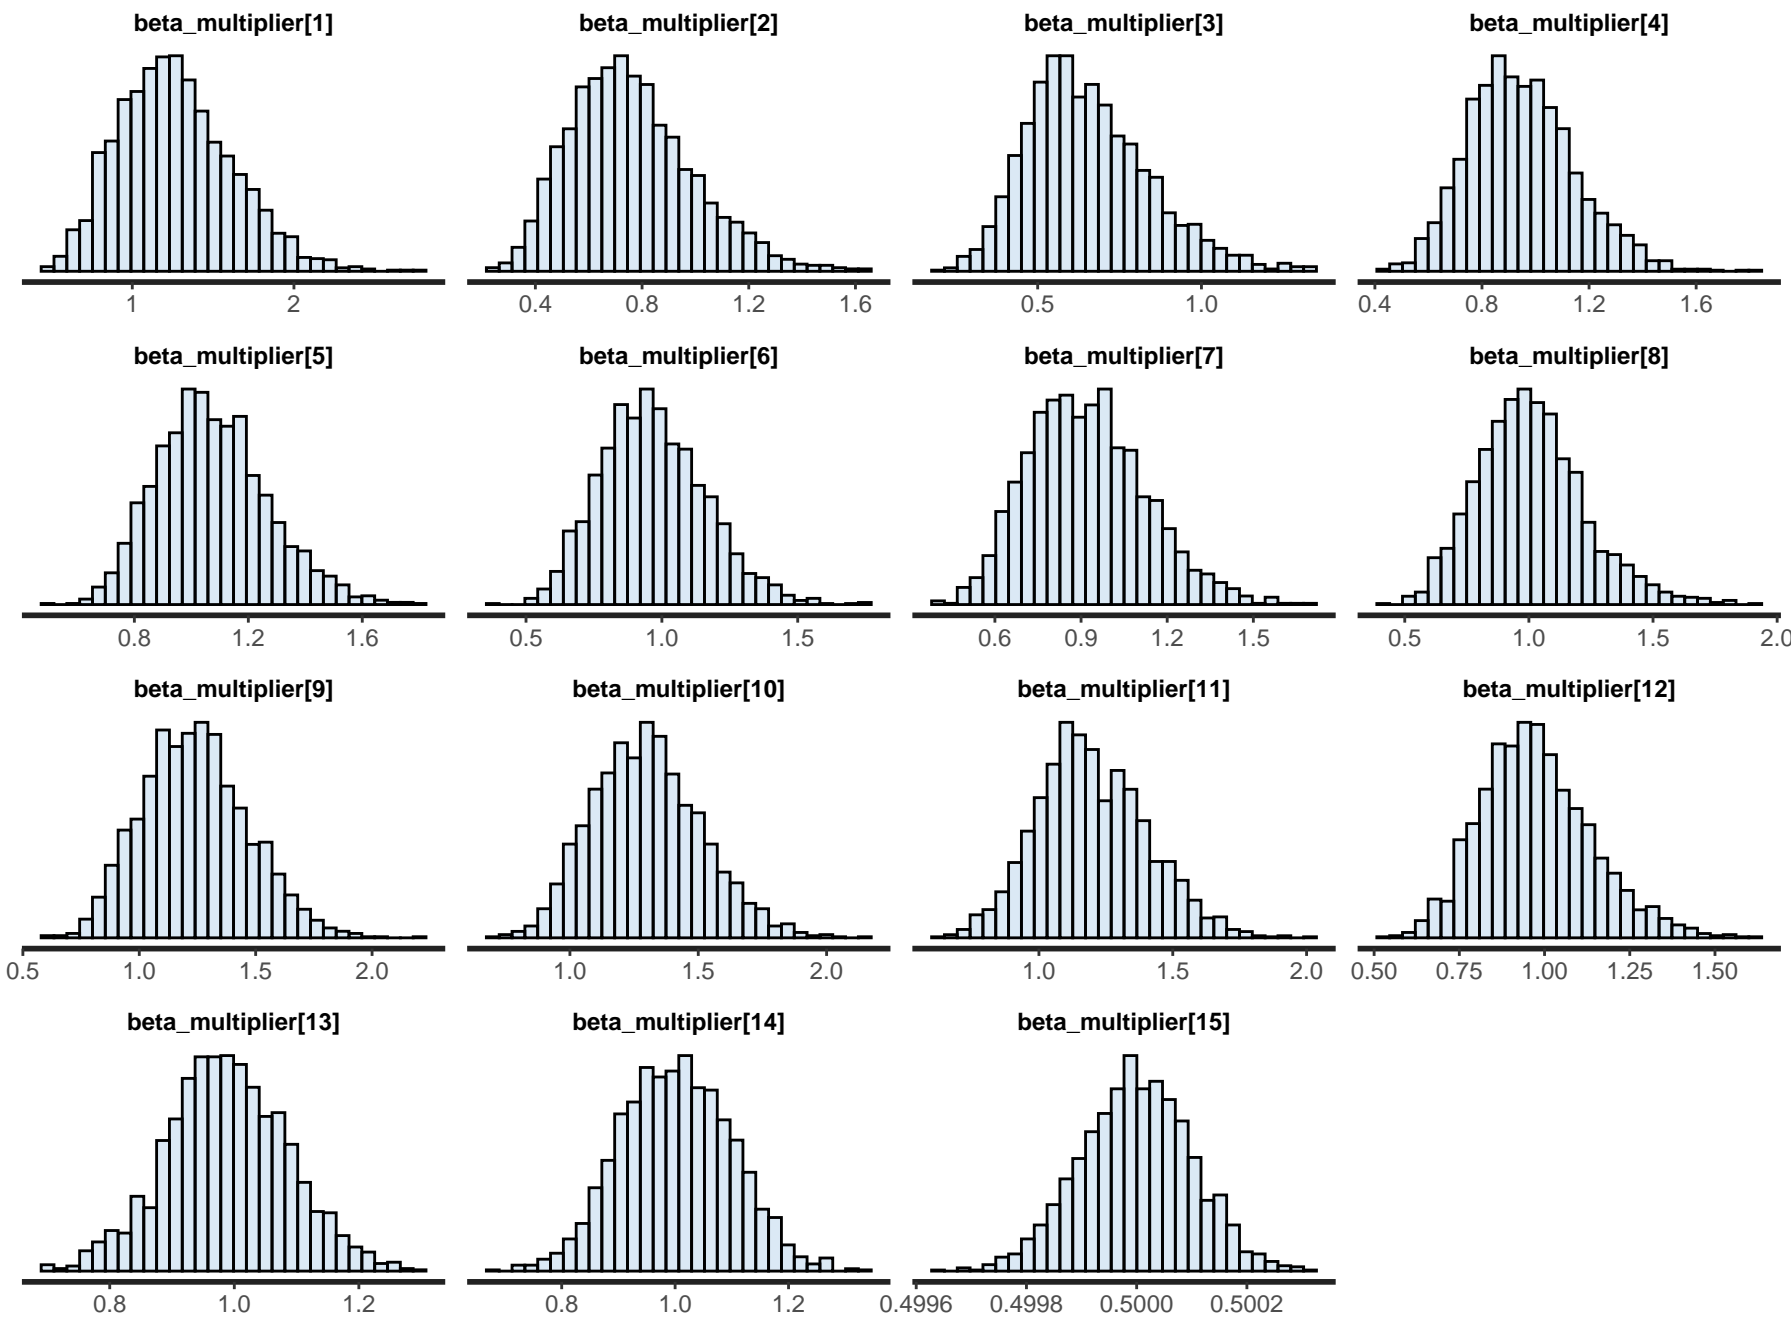 beta_multiplier[1] beta_multiplier[2] beta_multiplier[3] beta_multiplier[4]
1 2 0.4 0.8 1.2 1.6 0.5 1.0 0.4 0.8 1.2 1.6
beta_multiplier[5] beta_multiplier[6] beta_multiplier[7] beta_multiplier[8]
0.8 1.2 1.6 0.5 1.0 1.5 0.6 0.9 1.2 1.5 0.5 1.0 1.5 2.0
beta_multiplier[9] beta_multiplier[10] beta_multiplier[11] beta_multiplier[12]
0.5 1.0 1.5 2.0 1.0 1.5 2.0 1.0 1.5 2.0 0.50 0.75 1.00 1.25 1.50
beta_multiplier[13] beta_multiplier[14] beta_multiplier[15]
0.8 1.0 1.2 0.8 1.0 1.2 0.4996 0.4998 0.5000 0.5002